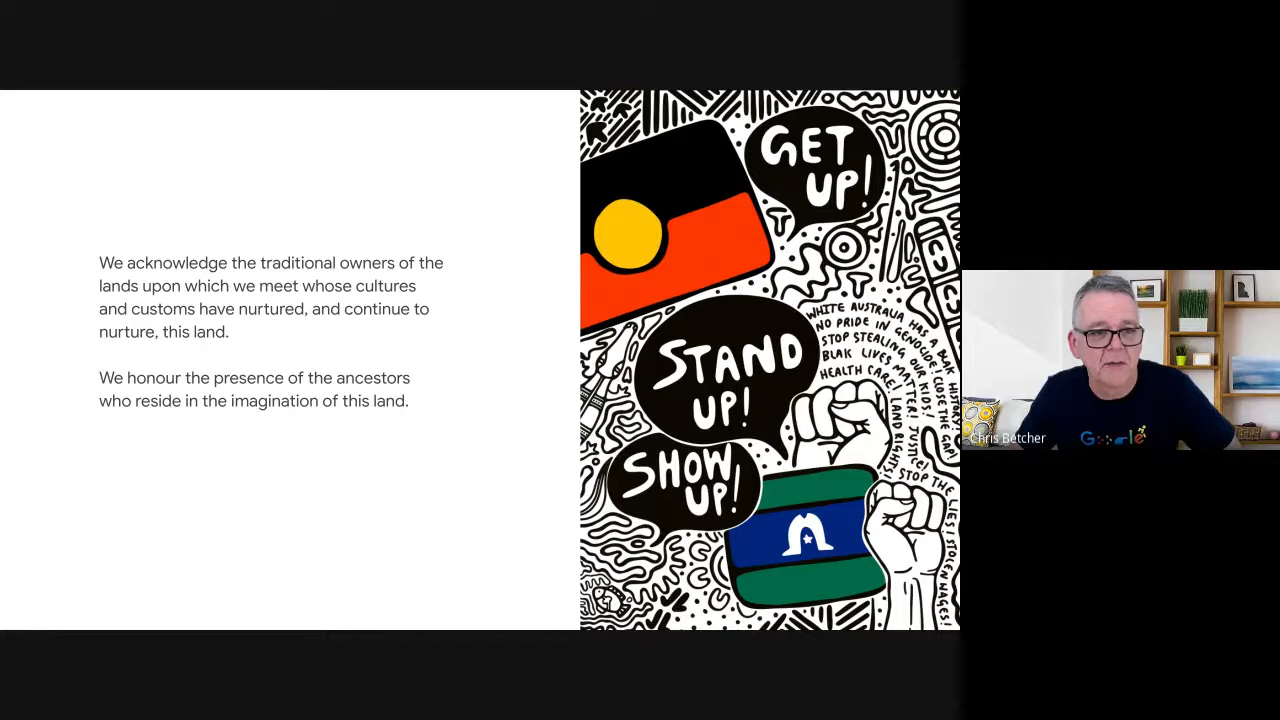 We acknowledge the traditional owners of the
lands upon which we meet whose cultures
and customs have nurtured, and continue to
nurture, this land.
We honour the presence of the ancestors
who reside in the imagination of this land.
GET
UP!
STAND
UP!
SHOW
UP!
WHITE AUSTRALIA HAS A BLAK HISTORY!
NO PRIDE IN GENOCIDE! CLOSE THE GAP!
STOP STEALING OUR KIDS!
BLAK LIVES MATTER! JUSTICE!
HEALTH CARE! LAND RIGHTS!
STOP THE LIES! STOLEN WAGES!
Google
Chris Betcher